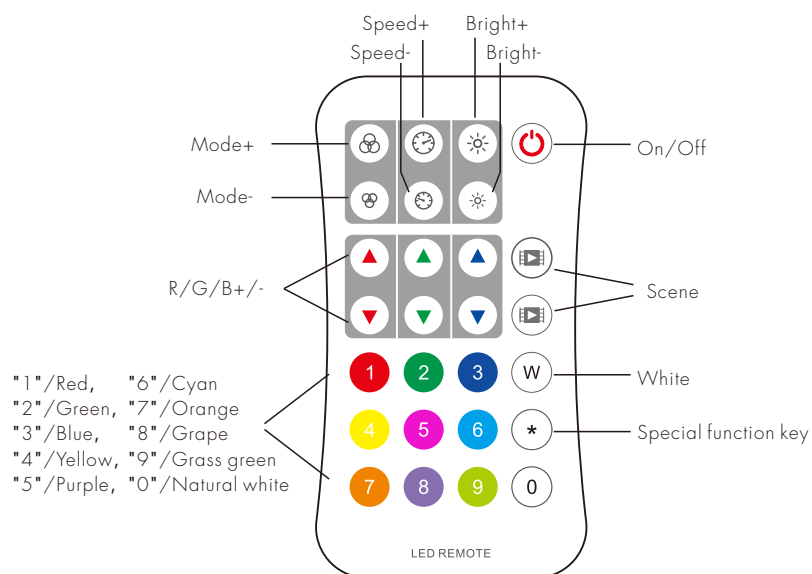 Speed+ Bright+
Speed- Bright-
Mode+
On/Off
Mode-
R/G/B+/-
Scene
"1"/Red, "6"/Cyan
"2"/Green, "7"/Orange
"3"/Blue, "8"/Grape
"4"/Yellow, "9"/Grass green
"5"/Purple, "0"/Natural white
1 2 3 W
White
4 5 6 *
Special function key
7 8 9 0
LED REMOTE